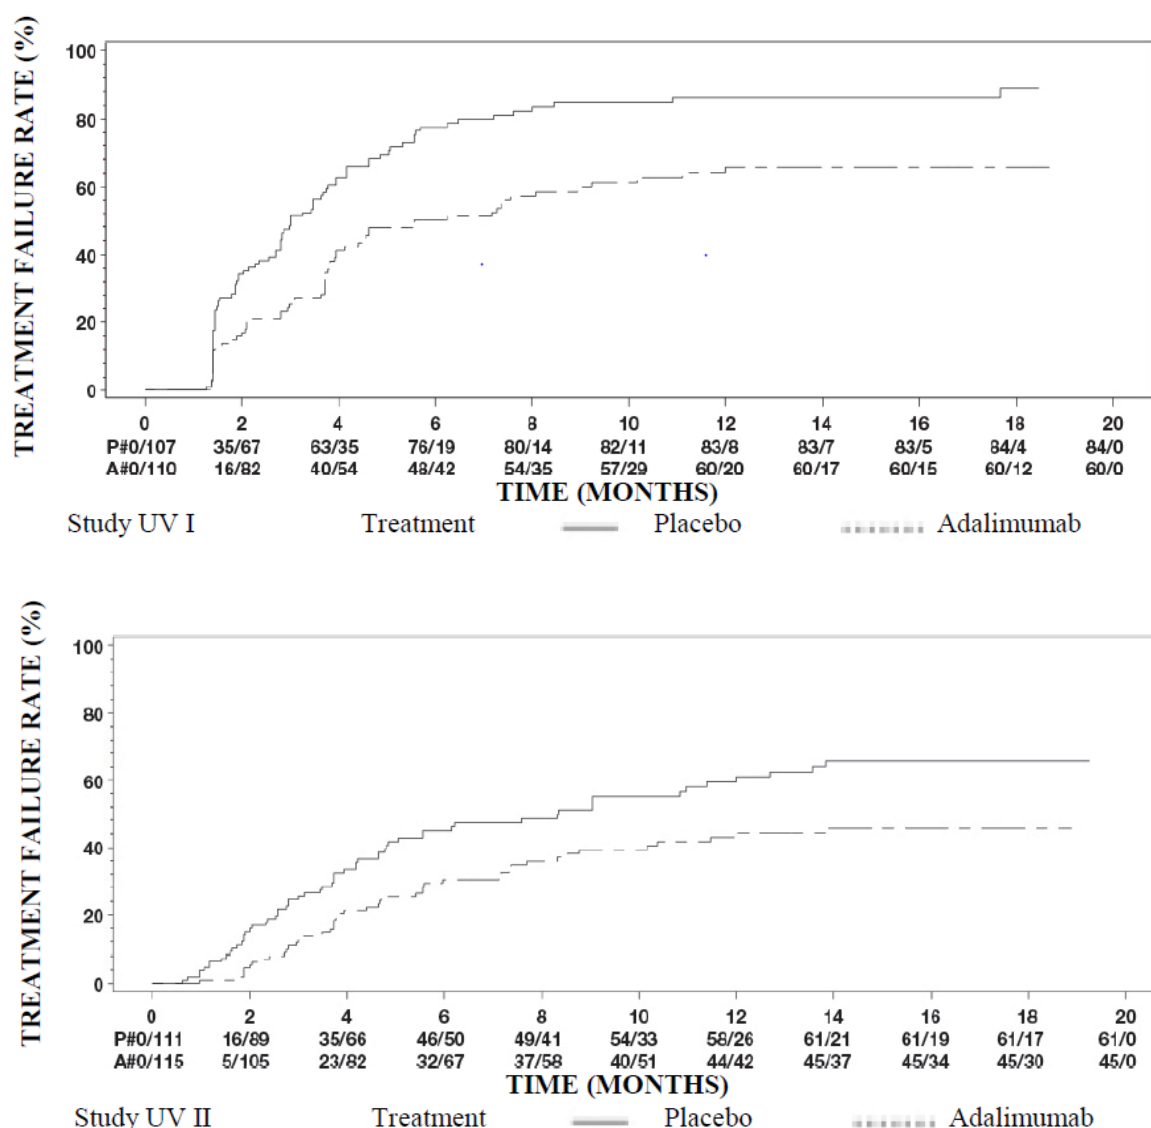 TREATMENT FAILURE RATE (%)
100
80
60
40
20
0
0 2 4 6 8 10 12 14 16 18 20
P#0/107 35/67 63/35 76/19 80/14 82/11 83/8 83/7 83/5 84/4 84/0
A#0/110 16/82 40/54 48/42 54/35 57/29 60/20 60/17 60/15 60/12 60/0
TIME (MONTHS)
Study UV I Treatment Placebo Adalimumab
TREATMENT FAILURE RATE (%)
100
80
60
40
20
0
0 2 4 6 8 10 12 14 16 18 20
P#0/111 16/89 35/66 46/50 49/41 54/33 58/26 61/21 61/19 61/17 61/0
A#0/115 5/105 23/82 32/67 37/58 40/51 44/42 45/37 45/34 45/30 45/0
TIME (MONTHS)
Study UV II Treatment Placebo Adalimumab